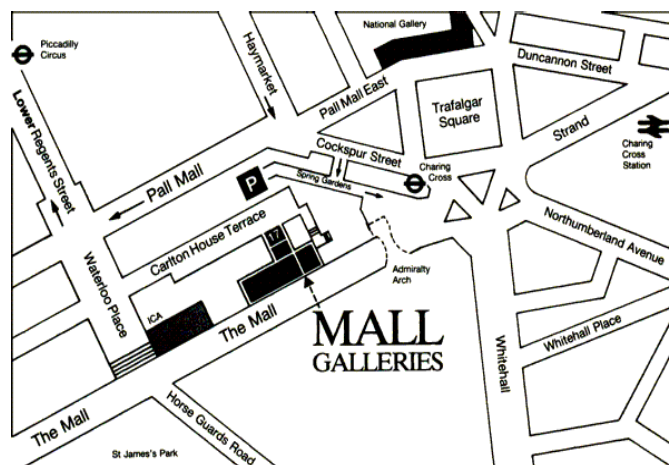 Piccadilly
Circus
Haymarket
National Gallery
Duncannon Street
Pall Mall East
Trafalgar
Square
Strand
Charing
Cross
Station
Lower Regents Street
Pall Mall
Cockspur Street
P
Spring Gardens
Charing
Cross
Carlton House Terrace
17
Northumberland Avenue
Waterloo Place
Admiralty
Arch
ICA
The Mall
MALL
GALLERIES
Whitehall
Whitehall Place
The Mall
Horse Guards Road
St James's Park